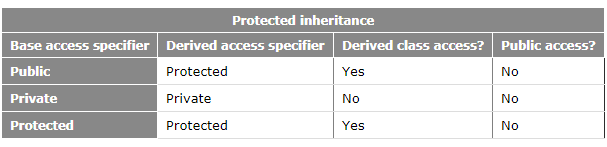 Protected inheritance
Base access specifier Derived access specifier Derived class access? Public access?
Public Protected Yes No
Private Private No No
Protected Protected Yes No